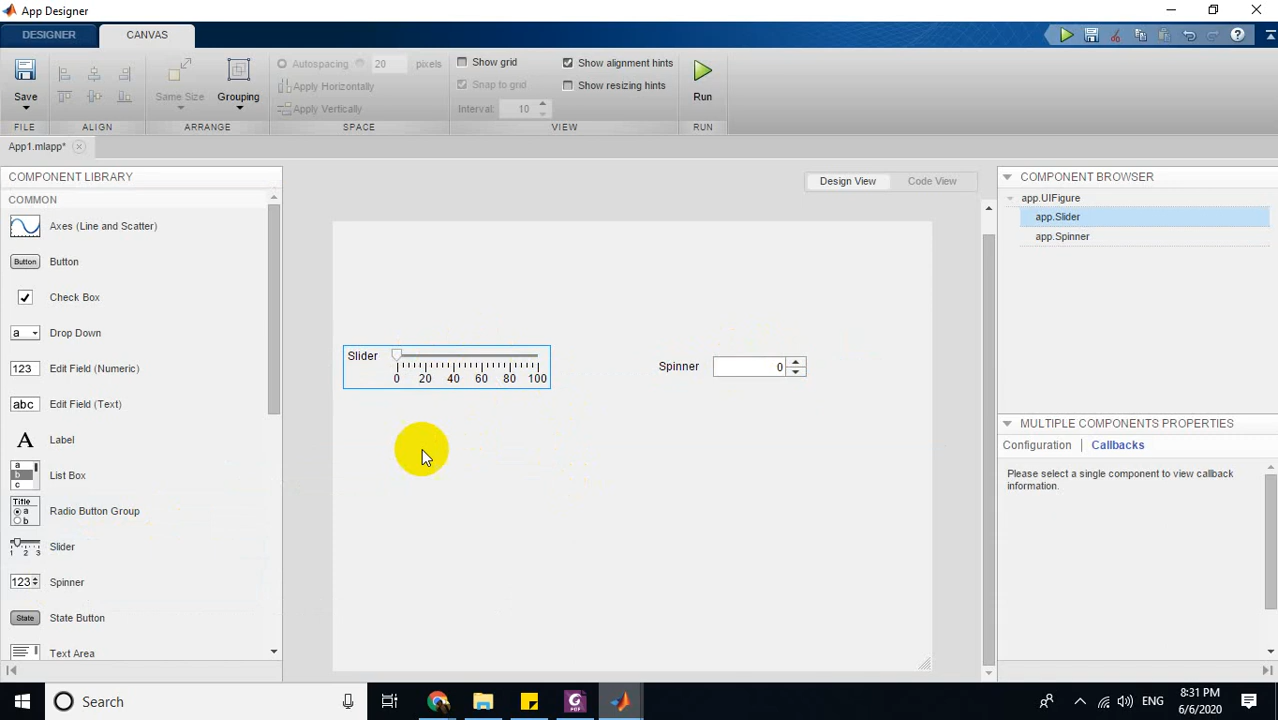 App Designer
DESIGNER
CANVAS
Save
Same Size
Grouping
Autospacing
20
pixels
Apply Horizontally
Apply Vertically
Show grid
Snap to grid
Interval:
10
Show alignment hints
Show resizing hints
Run
FILE
ALIGN
ARRANGE
SPACE
VIEW
RUN
App1.mlapp*
COMPONENT LIBRARY
COMMON
Axes (Line and Scatter)
Button
Button
Check Box
a
Drop Down
123
Edit Field (Numeric)
abc
Edit Field (Text)
A
Label
a
b
c
List Box
Title
a
b
Radio Button Group
1 2 3
Slider
123
Spinner
State
State Button
Text Area
Design View
Code View
Slider
0 20 40 60 80 100
Spinner
0
COMPONENT BROWSER
app.UIFigure
app.Slider
app.Spinner
MULTIPLE COMPONENTS PROPERTIES
Configuration
Callbacks
Please select a single component to view callback
information.
Search
ENG
8:31 PM
6/6/2020